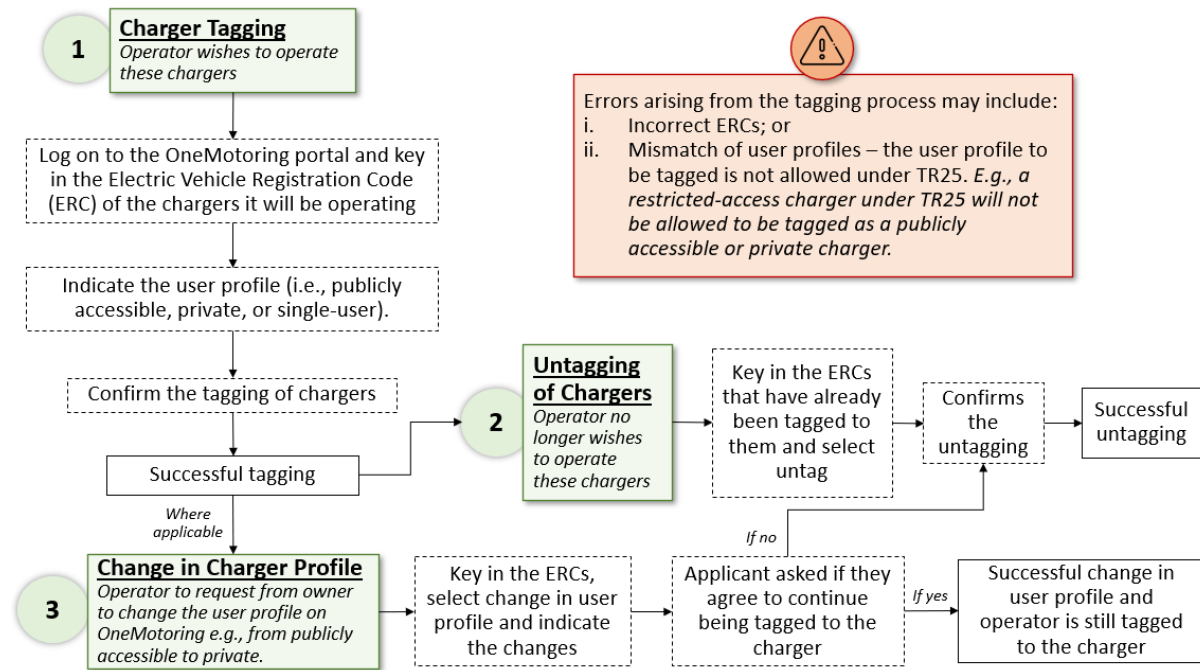 1
Charger Tagging
Operator wishes to operate
these chargers
Log on to the OneMotoring portal and key
in the Electric Vehicle Registration Code
(ERC) of the chargers it will be operating
Indicate the user profile (i.e., publicly
accessible, private, or single-user).
Confirm the tagging of chargers
Successful tagging
Where
applicable
Errors arising from the tagging process may include:
i. Incorrect ERCs; or
ii. Mismatch of user profiles – the user profile to
be tagged is not allowed under TR25. E.g., a
restricted-access charger under TR25 will not
be allowed to be tagged as a publicly
accessible or private charger.
2
Untagging
of Chargers
Operator no
longer wishes
to operate
these chargers
Key in the ERCs
that have already
been tagged to
them and select
untag
Confirms
the
untagging
Successful
untagging
3
Change in Charger Profile
Operator to request from owner
to change the user profile on
OneMotoring e.g., from publicly
accessible to private.
Key in the ERCs,
select change in user
profile and indicate
the changes
Applicant asked if they
agree to continue
being tagged to the
charger
If no
If yes
Successful change in
user profile and
operator is still tagged
to the charger